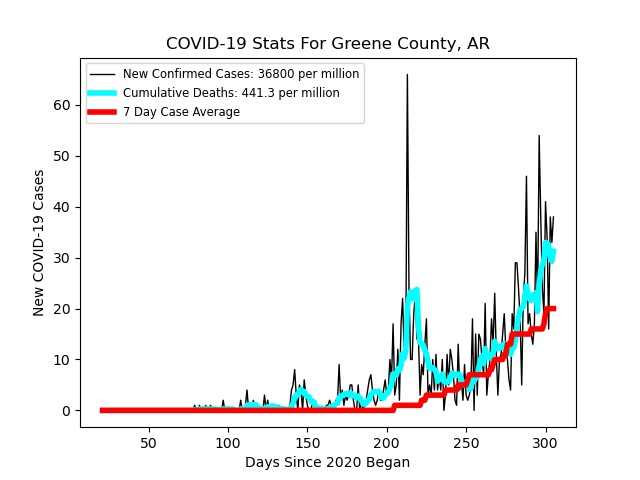 COVID-19 Stats For Greene County, AR
New Confirmed Cases: 36800 per million
Cumulative Deaths: 441.3 per million
7 Day Case Average
New COVID-19 Cases
60
50
40
30
20
10
0
50 100 150 200 250 300
Days Since 2020 Began